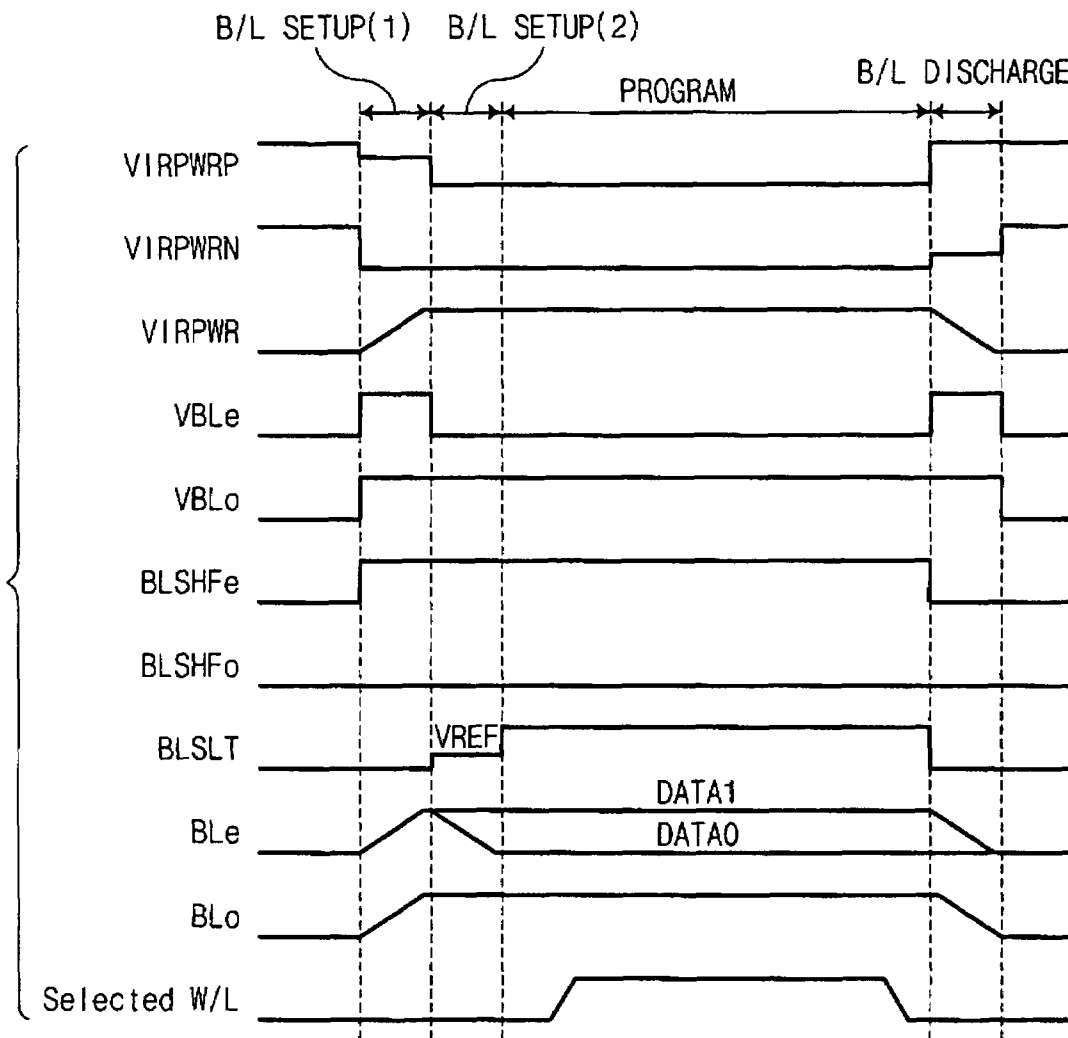 B/L SETUP(1) B/L SETUP(2)
PROGRAM
B/L DISCHARGE
VIRPWRP
VIRPWRN
VIRPWR
VBLe
VBLo
BLSHFe
BLSHFo
BLSLT
VREF
BLe
DATA1
DATA0
BLo
Selected W/L